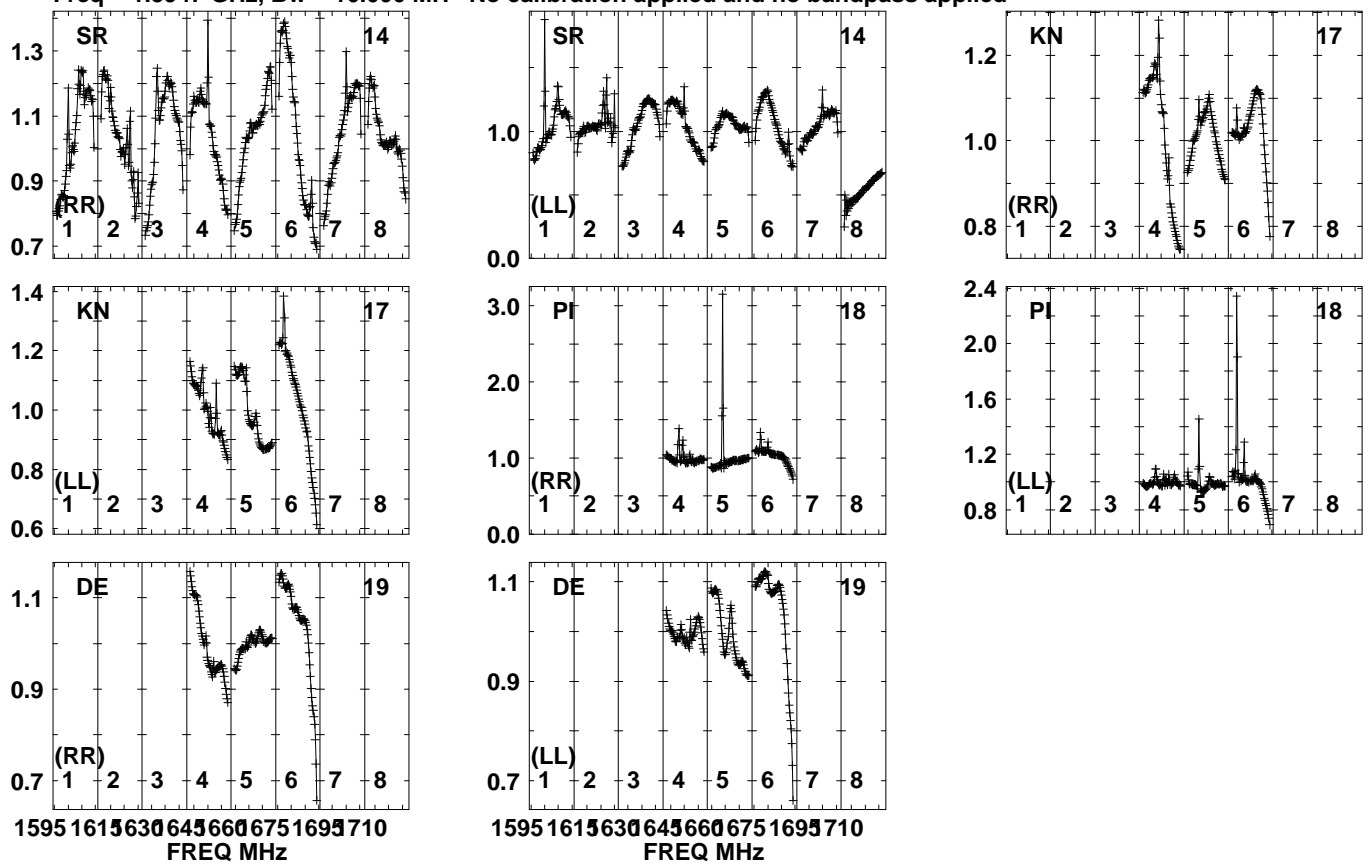 No calibration applied and no bandpass applied
SR 14 SR 14 KN 17
1.3 1.2 1.1 1.0 0.9 0.8 0.7
(RR)
1 2 3 4 5 6 7 8
1.0 0.0
(LL)
1 2 3 4 5 6 7 8
1.2 1.0 0.8
(RR)
1 2 3 4 5 6 7 8
KN 17 PI 18 PI 18
1.4 1.2 1.0 0.8 0.6
(LL)
1 2 3 4 5 6 7 8
3.0 2.0 1.0 0.0
(RR)
1 2 3 4 5 6 7 8
2.4 2.0 1.6 1.2 1.0 0.8
(LL)
1 2 3 4 5 6 7 8
DE 19 DE 19
1.1 0.9 0.7
(RR)
1 2 3 4 5 6 7 8
1.1 0.9 0.7
(LL)
1 2 3 4 5 6 7 8
1595 1615 1630 1645 1660 1675 1695 1710
FREQ MHz
1595 1615 1630 1645 1660 1675 1695 1710
FREQ MHz